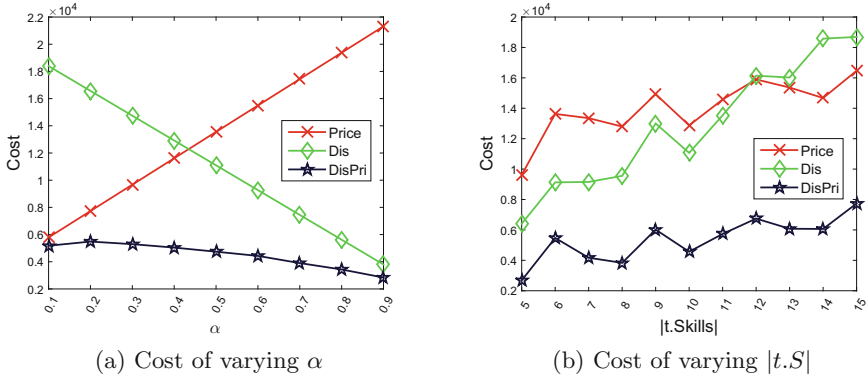 ×10⁴
2.2
2
1.8
1.6
1.4
1.2
1
0.8
0.6
0.4
0.2
Cost
Price
Dis
DisPri
0.1 0.2 0.3 0.4 0.5 0.6 0.7 0.8 0.9
α
(a) Cost of varying α
×10⁴
2
1.8
1.6
1.4
1.2
1
0.8
0.6
0.4
0.2
Cost
Price
Dis
DisPri
5 6 7 8 9 10 11 12 13 14 15
|t.Skills|
(b) Cost of varying |t.S|